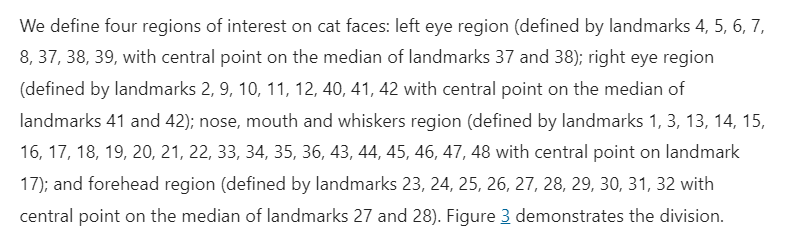 We define four regions of interest on cat faces: left eye region (defined by landmarks 4, 5, 6, 7,
8, 37, 38, 39, with central point on the median of landmarks 37 and 38); right eye region
(defined by landmarks 2, 9, 10, 11, 12, 40, 41, 42 with central point on the median of
landmarks 41 and 42); nose, mouth and whiskers region (defined by landmarks 1, 3, 13, 14, 15,
16, 17, 18, 19, 20, 21, 22, 33, 34, 35, 36, 43, 44, 45, 46, 47, 48 with central point on landmark
17); and forehead region (defined by landmarks 23, 24, 25, 26, 27, 28, 29, 30, 31, 32 with
central point on the median of landmarks 27 and 28). Figure 3 demonstrates the division.